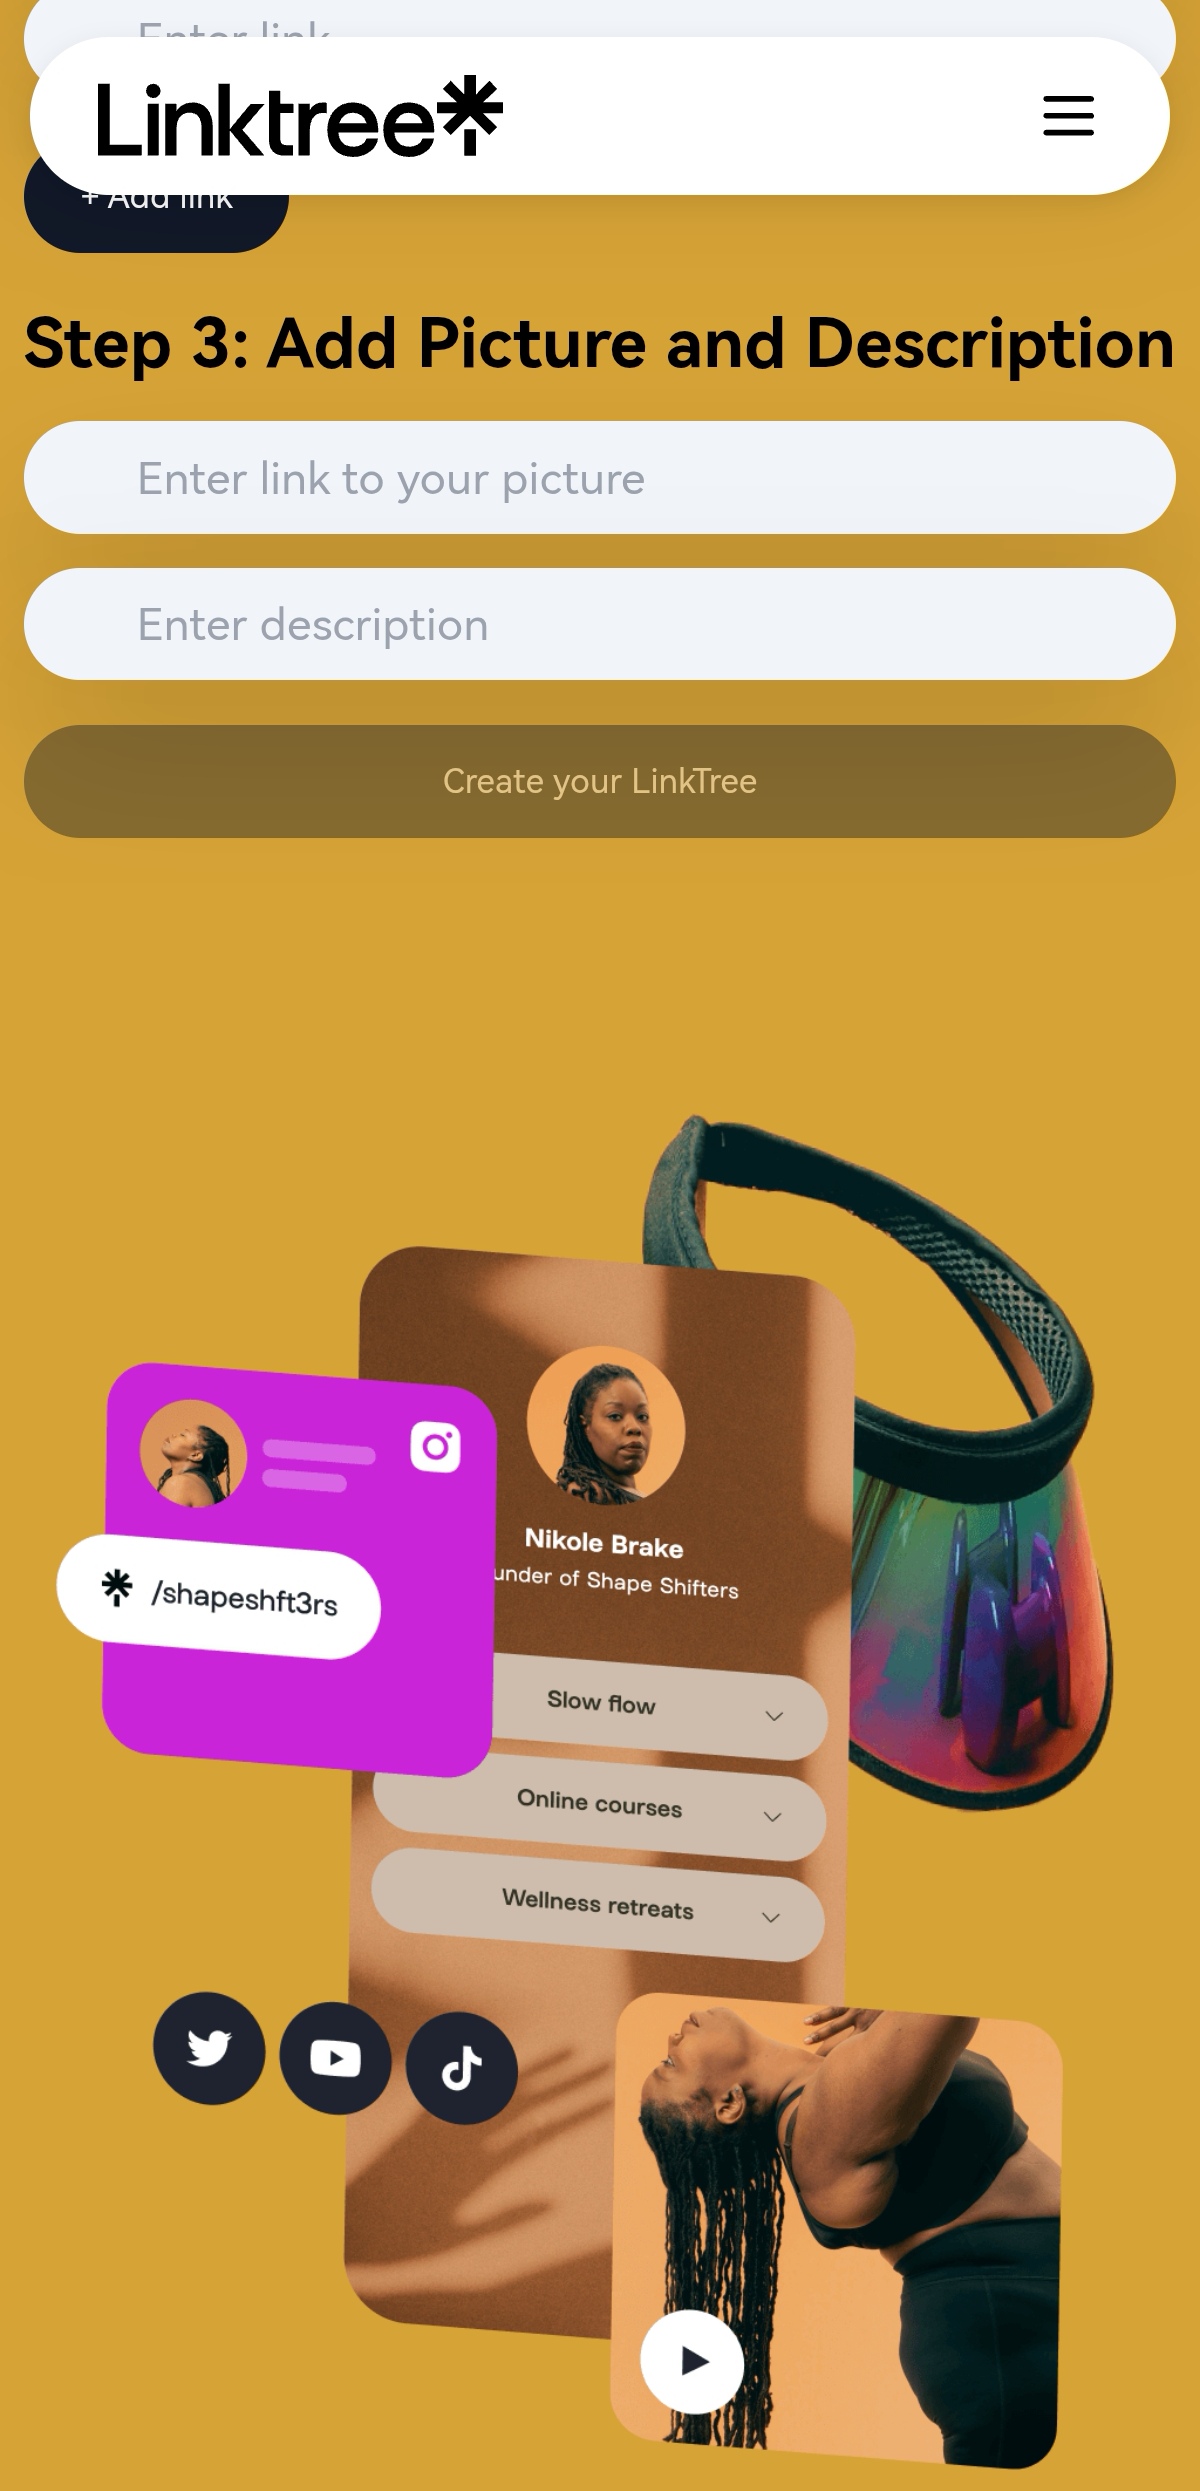 Enter link
Linktree
+ Add link
Step 3: Add Picture and Description
Enter link to your picture
Enter description
Create your LinkTree
Nikole Brake
under of Shape Shifters
/shapeshft3rs
Slow flow
Online courses
Wellness retreats